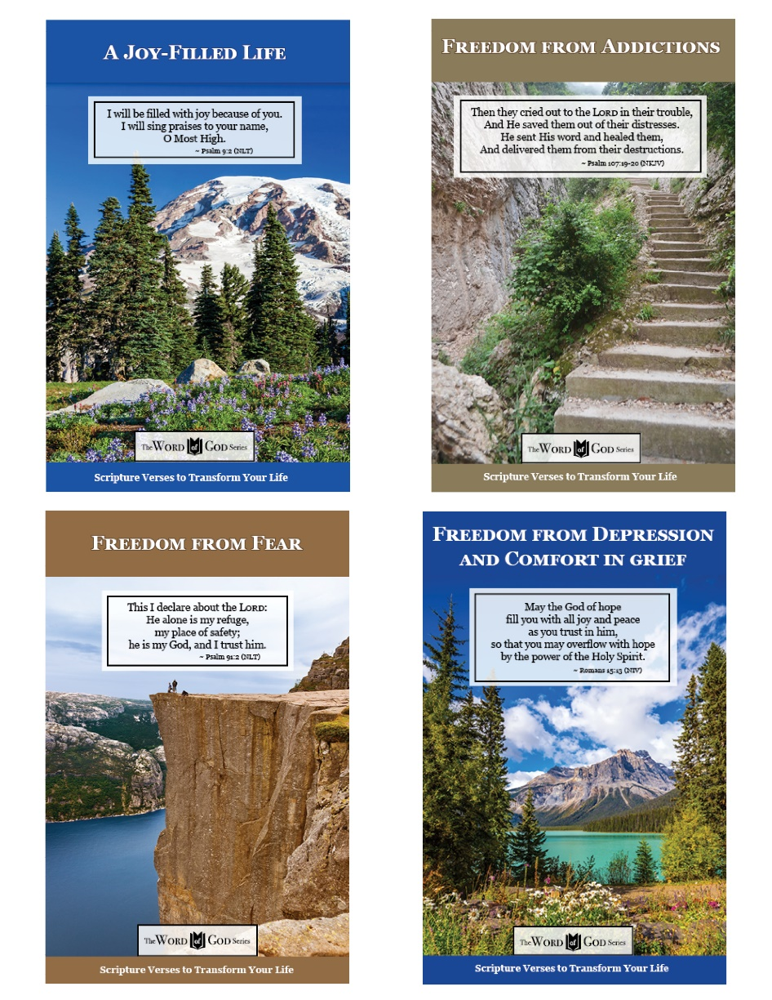 A Joy-Filled Life
I will be filled with joy because of you.
I will sing praises to your name,
O Most High.
~ Psalm 9:2 (NLT)
The Word of God Series
Scripture Verses to Transform Your Life
Freedom from Addictions
Then they cried out to the Lord in their trouble,
And He saved them out of their distresses.
He sent His word and healed them,
And delivered them from their destructions.
~ Psalm 107:19-20 (NKJV)
The Word of God Series
Scripture Verses to Transform Your Life
Freedom from Fear
This I declare about the Lord:
He alone is my refuge,
my place of safety;
he is my God, and I trust him.
~ Psalm 91:2 (NLT)
The Word of God Series
Scripture Verses to Transform Your Life
Freedom from Depression
and Comfort in grief
May the God of hope
fill you with all joy and peace
as you trust in him,
so that you may overflow with hope
by the power of the Holy Spirit.
~ Romans 15:13 (NIV)
The Word of God Series
Scripture Verses to Transform Your Life